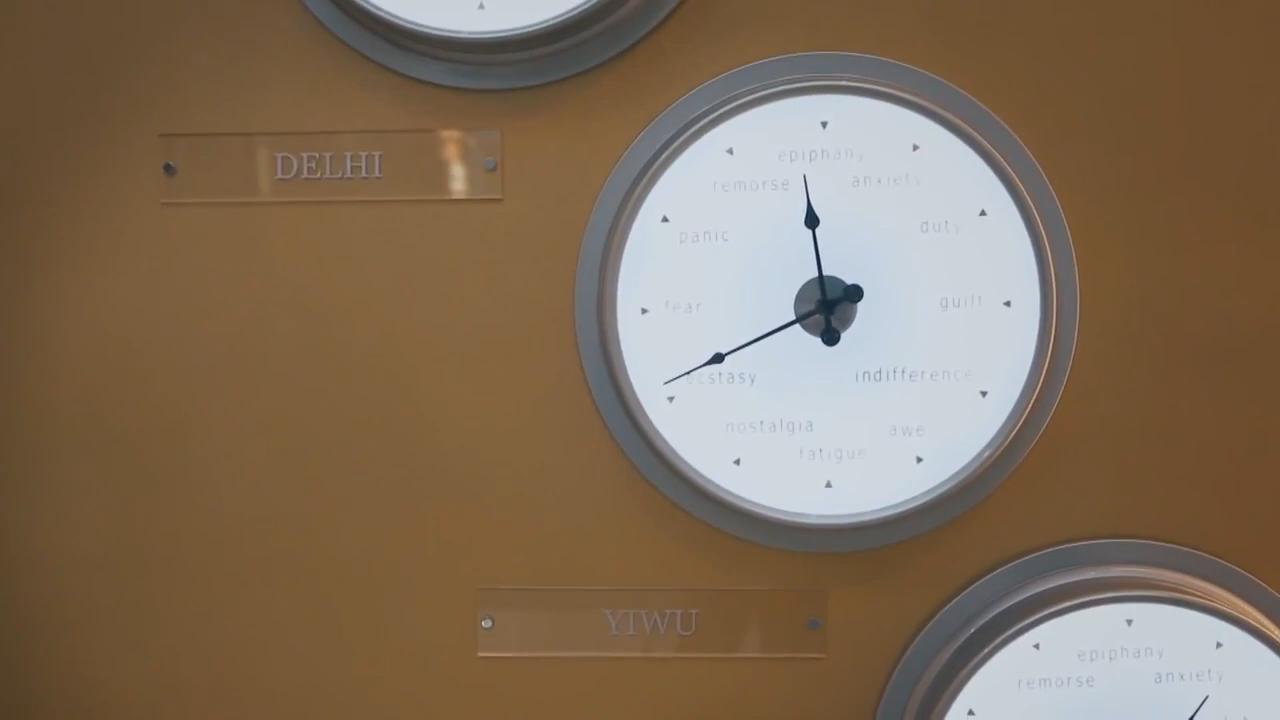 DELHI
epiphany
remorse anxiety
panic duty
fear guilt
ecstasy indifference
nostalgia awe
fatigue
YIWU
epiphany
remorse anxiety